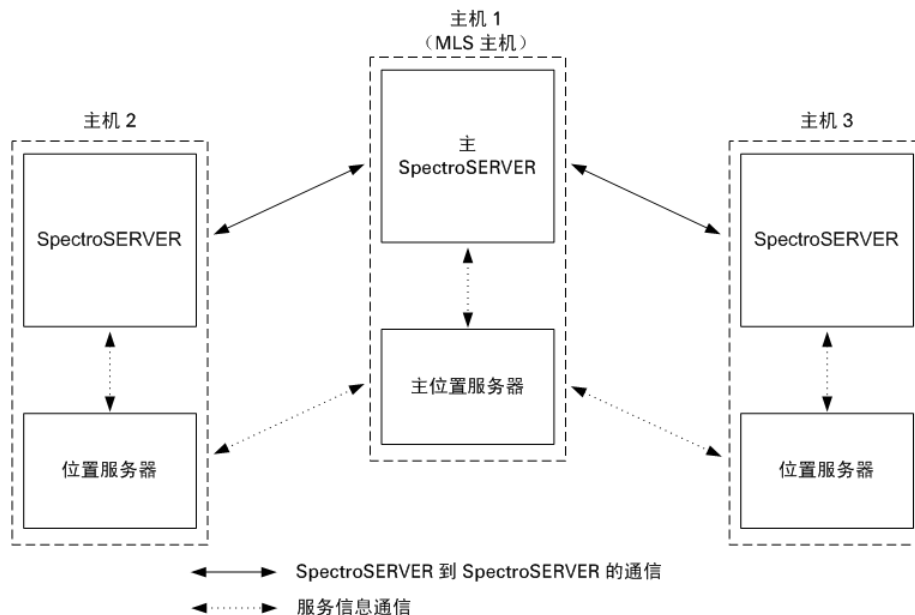 主机 1
（MLS 主机）
主机 2
主机 3
主
SpectroSERVER
SpectroSERVER
SpectroSERVER
主位置服务器
位置服务器
位置服务器
SpectroSERVER 到 SpectroSERVER 的通信
服务信息通信